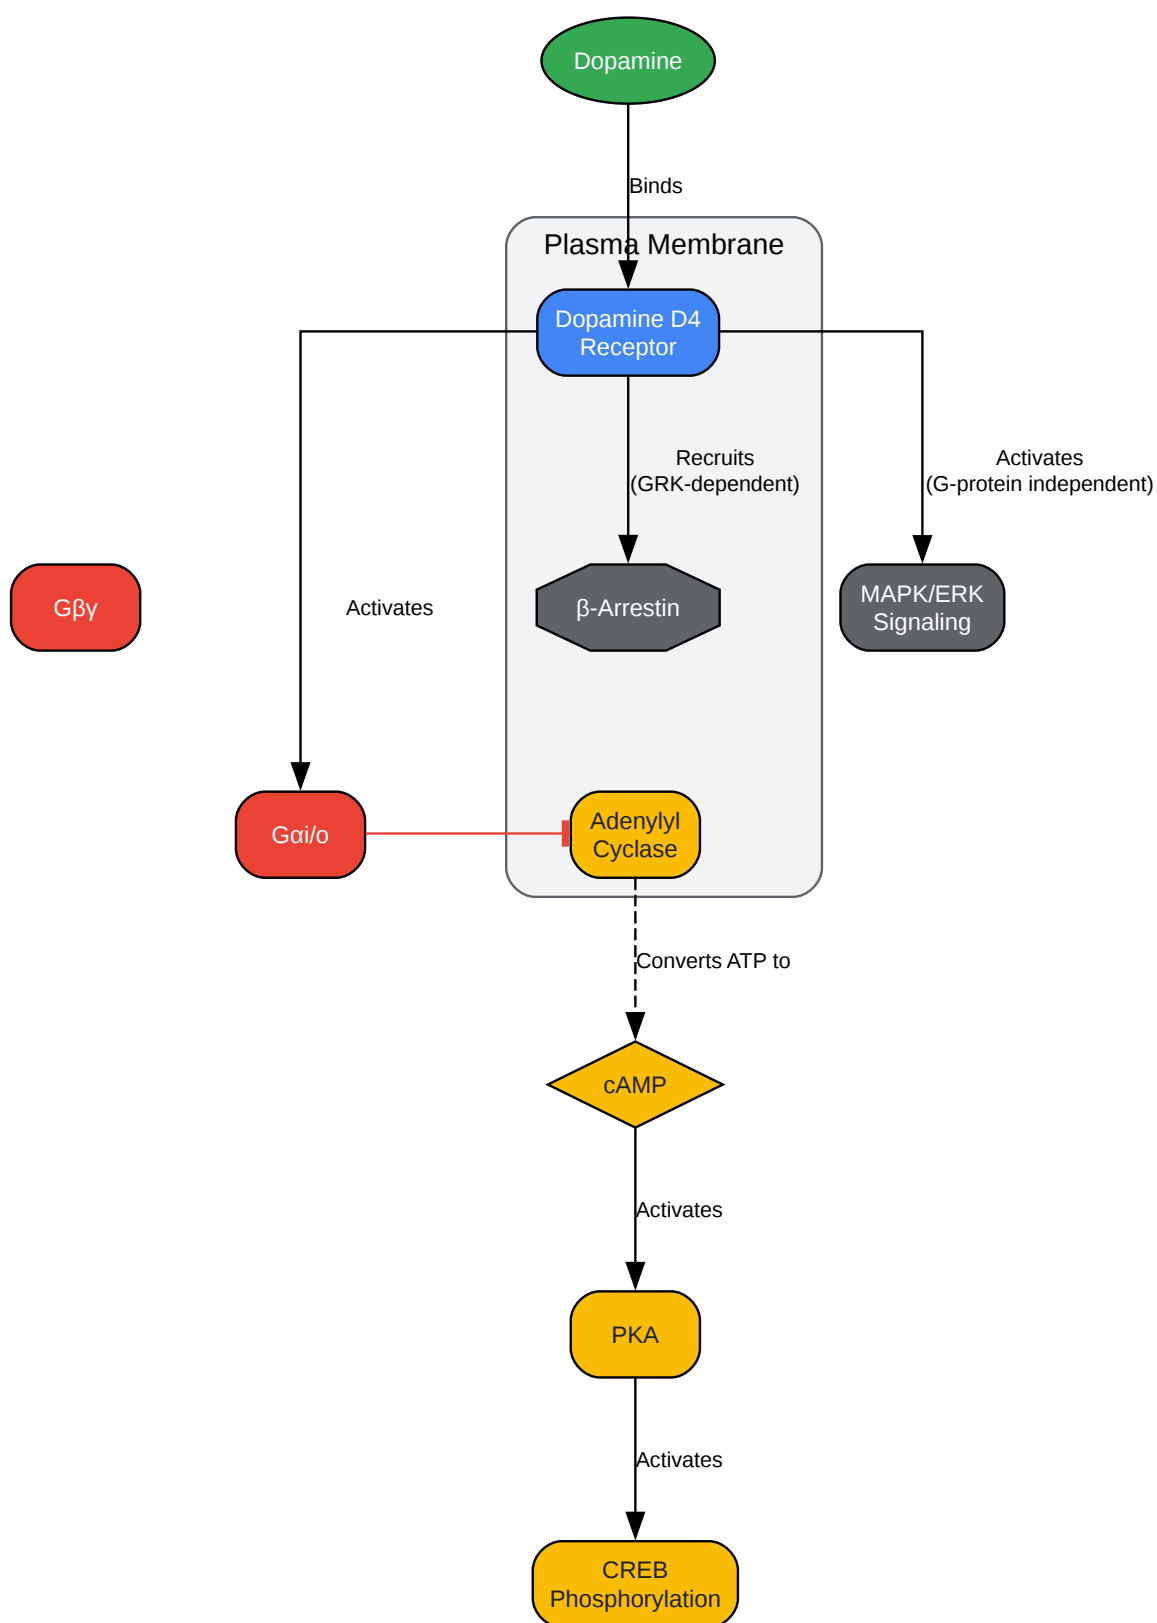 Dopamine
Binds
Plasma Membrane
Dopamine D4
Receptor
Recruits
(GRK-dependent)
Activates
(G-protein independent)
Gβγ
Activates
β-Arrestin
MAPK/ERK
Signaling
Gαi/o
Adenylyl
Cyclase
Converts ATP to
cAMP
Activates
PKA
Activates
CREB
Phosphorylation